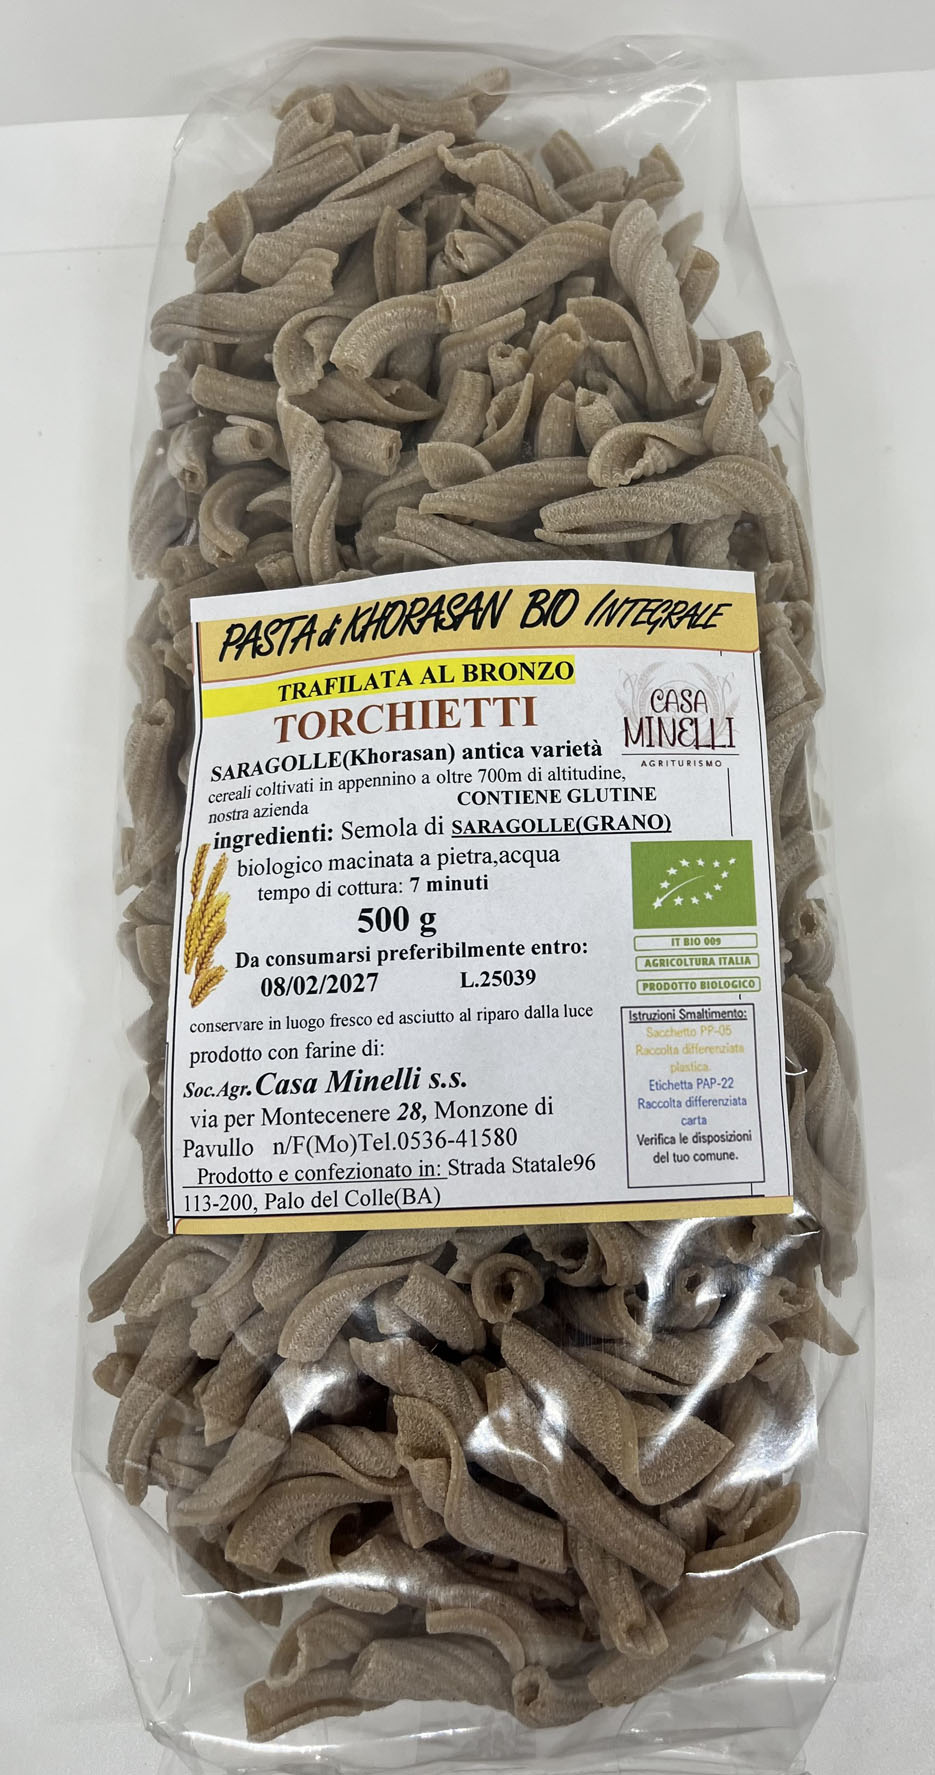 PASTA di KHORASAN BIO INTEGRALE
TRAFILATA AL BRONZO
TORCHIETTI
CASA
MINELLI
AGRITURISMO
SARAGOLLE(Khorasan) antica varietà
cereali coltivati in appennino a oltre 700m di altitudine,
nostra azienda
CONTIENE GLUTINE
ingredienti: Semola di SARAGOLLE(GRANO)
biologico macinata a pietra,acqua
tempo di cottura: 7 minuti
500 g
Da consumarsi preferibilmente entro:
08/02/2027 L.25039
conservare in luogo fresco ed asciutto al riparo dalla luce
prodotto con farine di:
Soc.Agr.Casa Minelli s.s.
via per Montecenere 28, Monzone di
Pavullo n/F(Mo)Tel.0536-41580
Prodotto e confezionato in: Strada Statale96
113-200, Palo del Colle(BA)
IT BIO 009
AGRICOLTURA ITALIA
PRODOTTO BIOLOGICO
Istruzioni Smaltimento:
Sacchetto PP-05
Raccolta differenziata
plastica.
Etichetta PAP-22
Raccolta differenziata
carta
Verifica le disposizioni
del tuo comune.